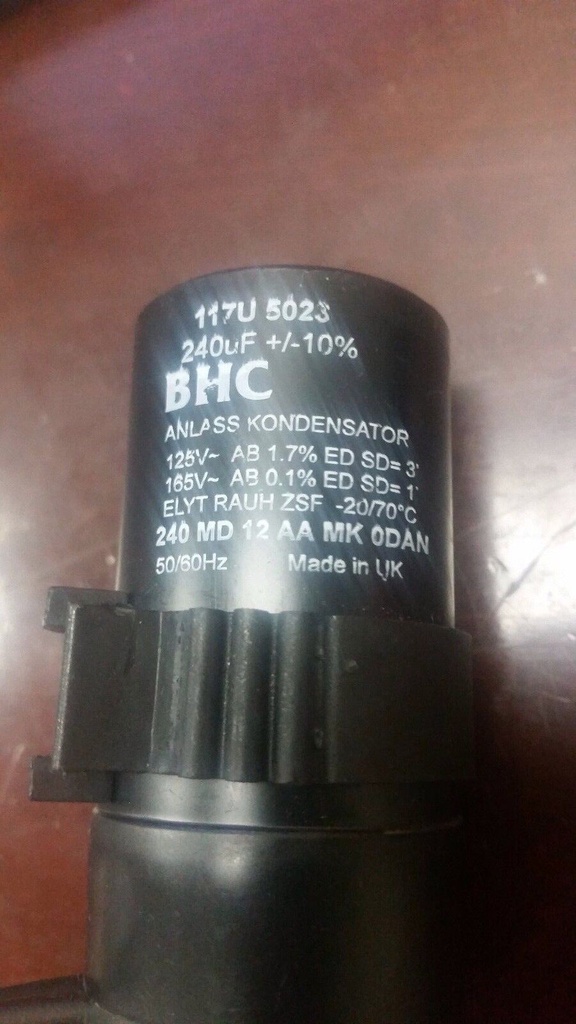 117U 5023
240uF +/-10%
BHC
ANLASS KONDENSATOR
125V~ AB 1.7% ED SD= 3'
165V~ AB 0.1% ED SD= 1'
ELYT RAUH ZSF -20/70°C
240 MD 12 AA MK 0DAN
50/60Hz Made in UK